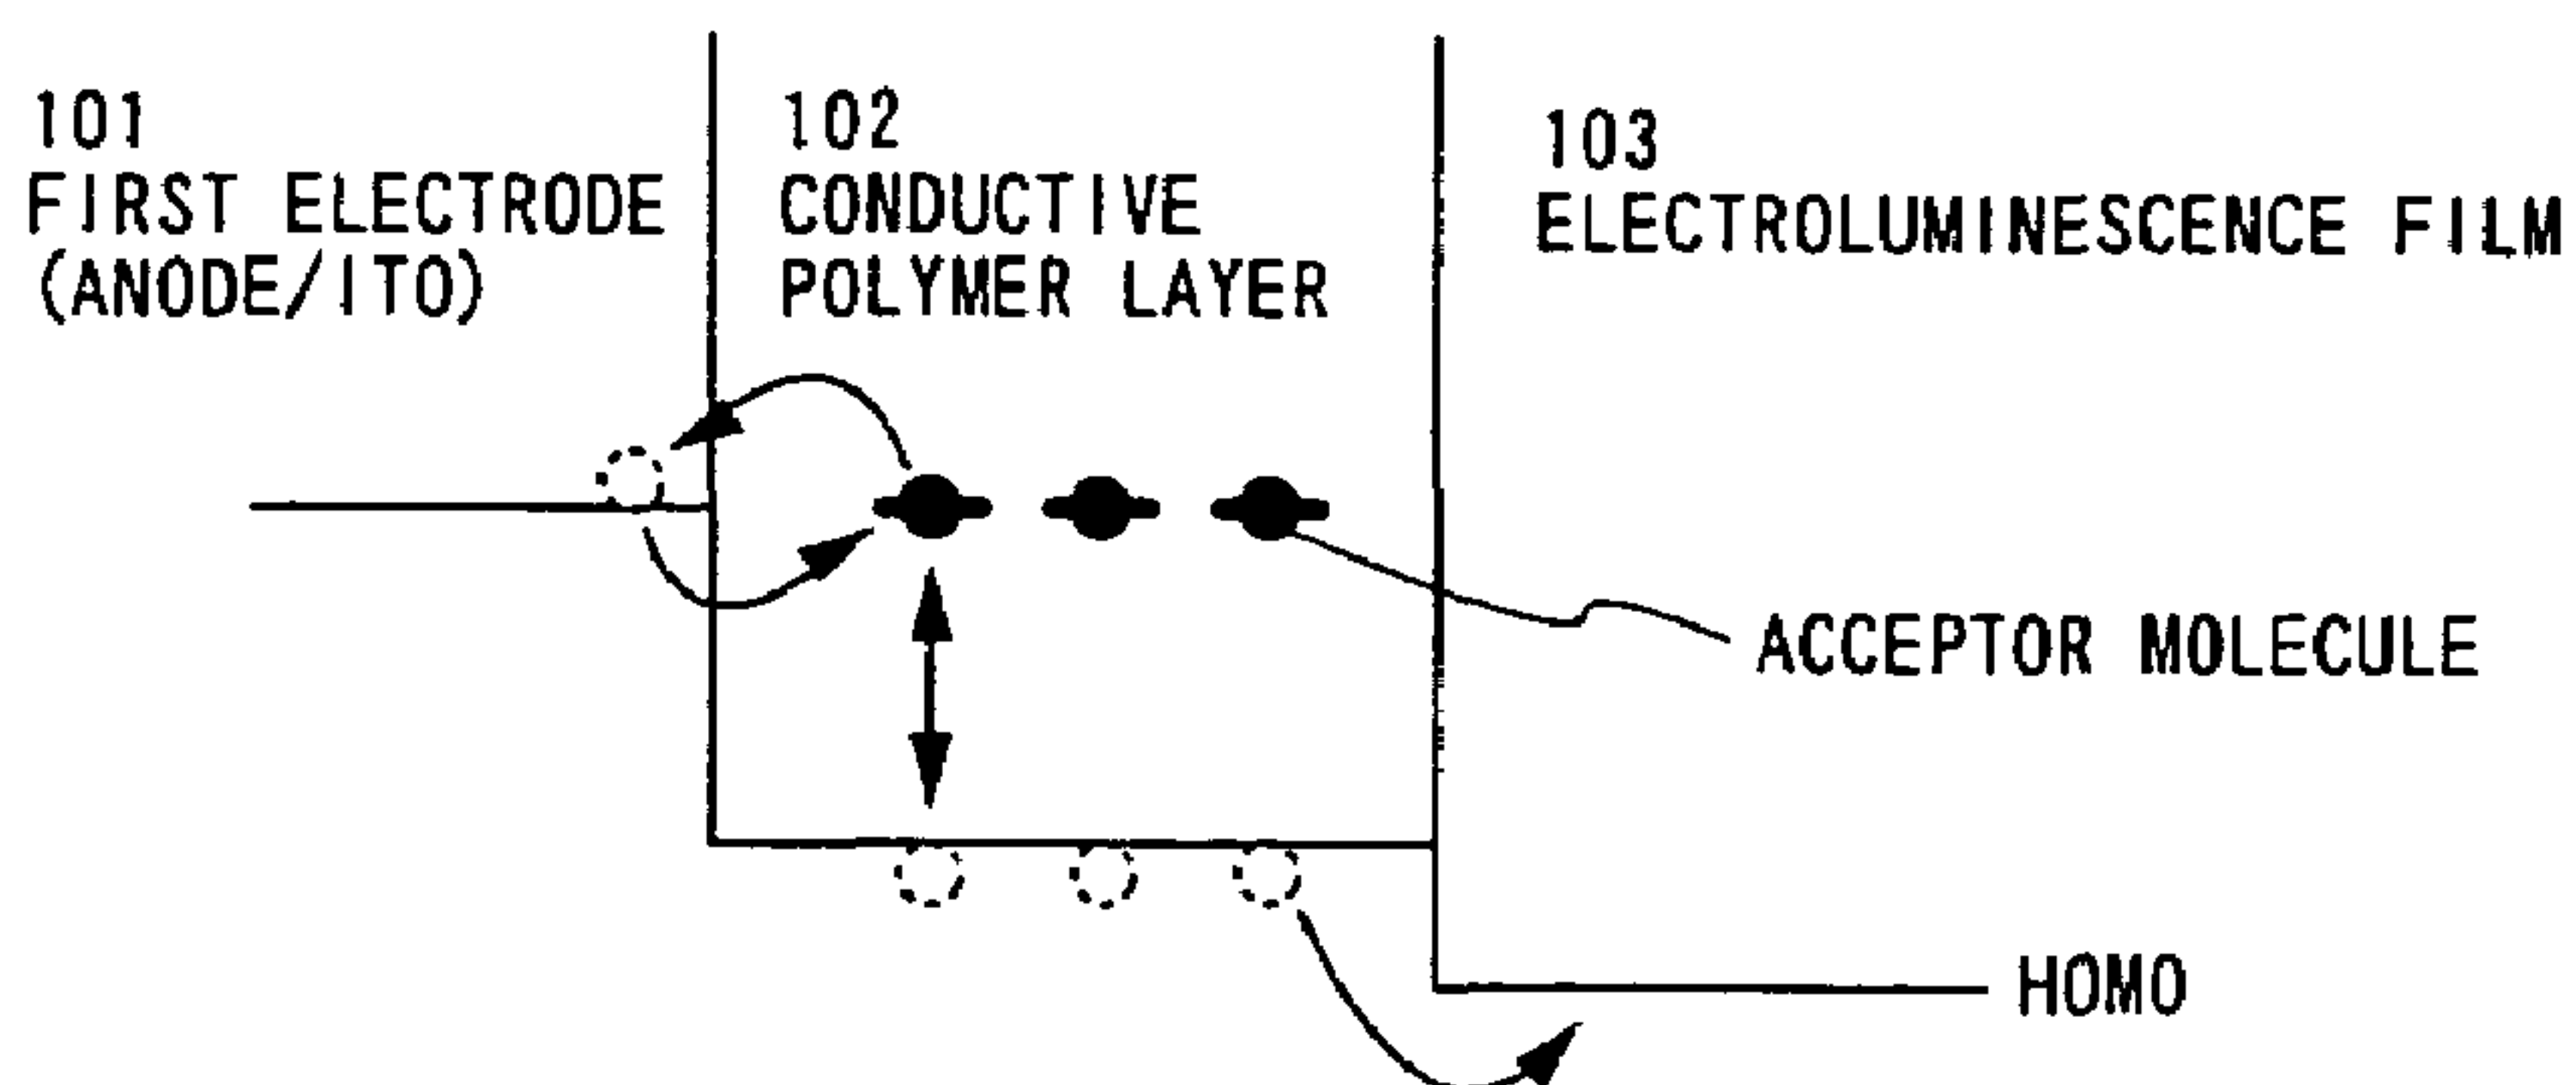 101
FIRST ELECTRODE
(ANODE/ITO)
102
CONDUCTIVE
POLYMER LAYER
103
ELECTROLUMINESCENCE FILM
ACCEPTOR MOLECULE
HOMO